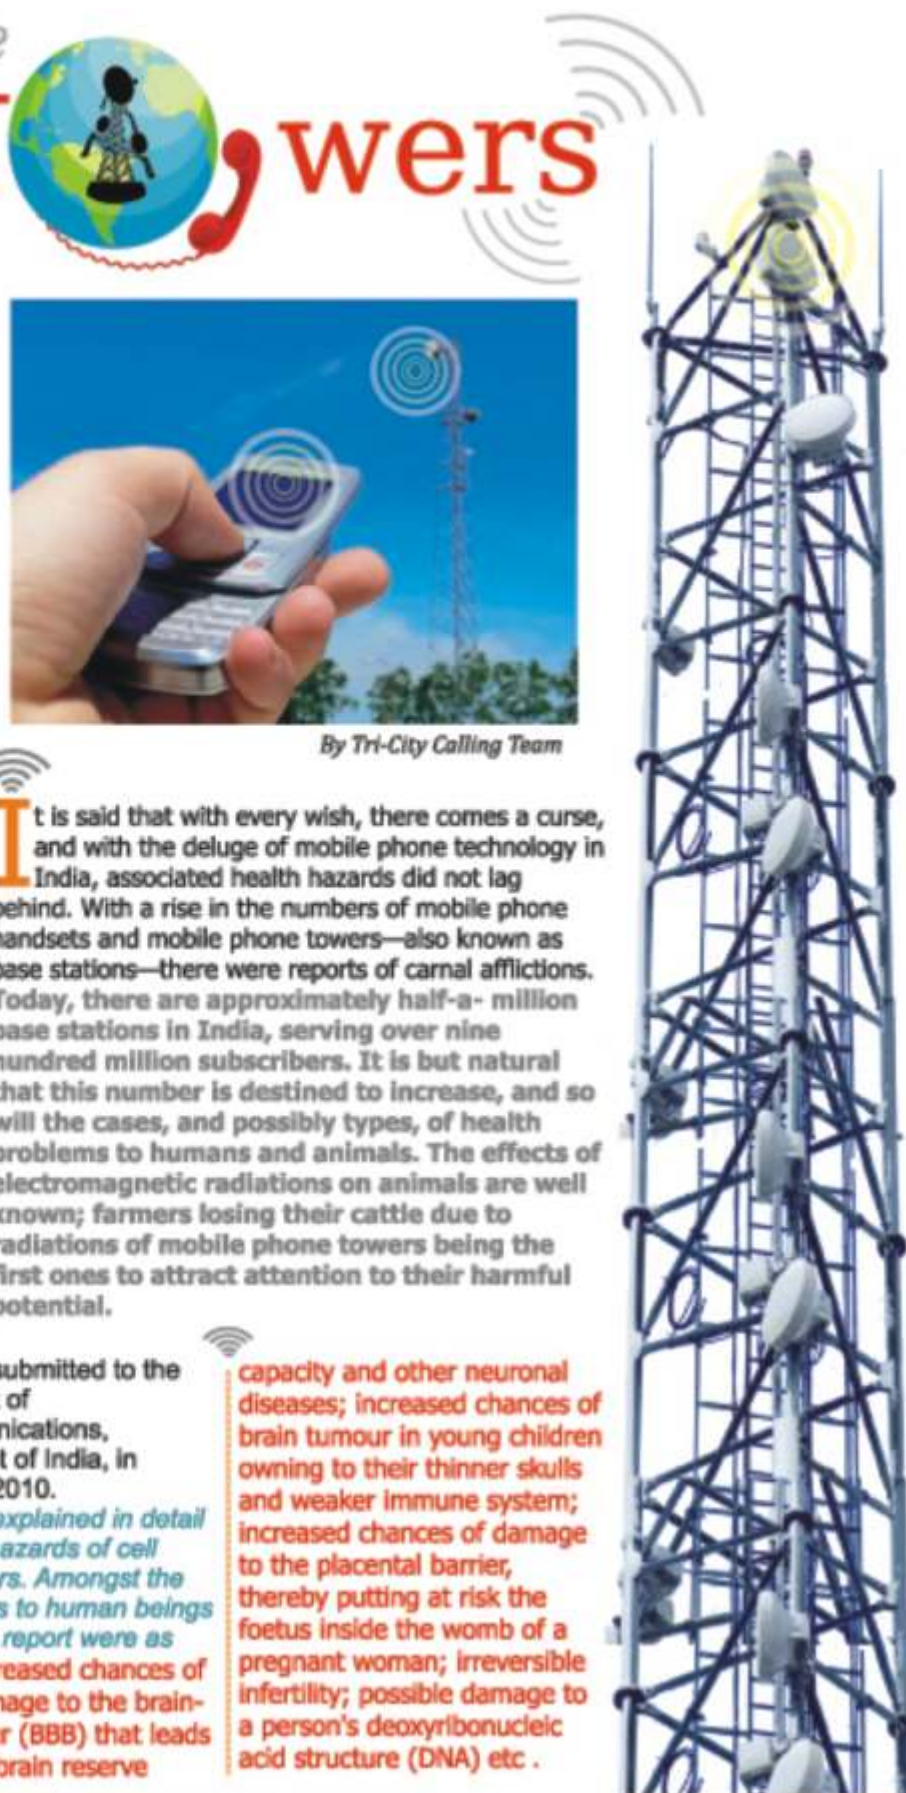 wers
By Tri-City Calling Team
It is said that with every wish, there comes a curse,
and with the deluge of mobile phone technology in
India, associated health hazards did not lag
behind. With a rise in the numbers of mobile phone
handsets and mobile phone towers—also known as
base stations—there were reports of carnal afflictions.
Today, there are approximately half-a- million
base stations in India, serving over nine
hundred million subscribers. It is but natural
that this number is destined to increase, and so
will the cases, and possibly types, of health
problems to humans and animals. The effects of
electromagnetic radiations on animals are well
known; farmers losing their cattle due to
radiations of mobile phone towers being the
first ones to attract attention to their harmful
potential.
submitted to the
of
nications,
t of India, in
2010.
explained in detail
azards of cell
rs. Amongst the
s to human beings
report were as
reased chances of
mage to the brain-
r (BBB) that leads
brain reserve
capacity and other neuronal
diseases; increased chances of
brain tumour in young children
owning to their thinner skulls
and weaker immune system;
increased chances of damage
to the placental barrier,
thereby putting at risk the
foetus inside the womb of a
pregnant woman; irreversible
infertility; possible damage to
a person's deoxyribonucleic
acid structure (DNA) etc .